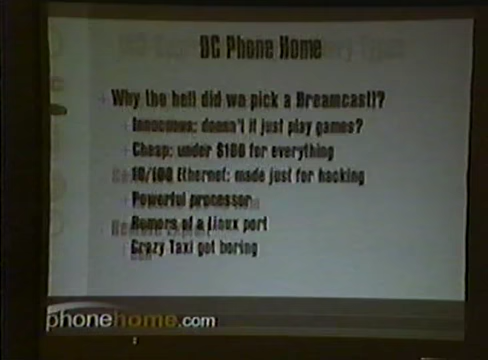 DC Phone Home
Why the hell did we pick a Dreamcast!?
Innocuous: doesn't it just play games?
Cheap: under $100 for everything
10/100 Ethernet: made just for hacking
Powerful processor
Rumors of a Linux port
Crazy Taxi got boring
phonehome.com